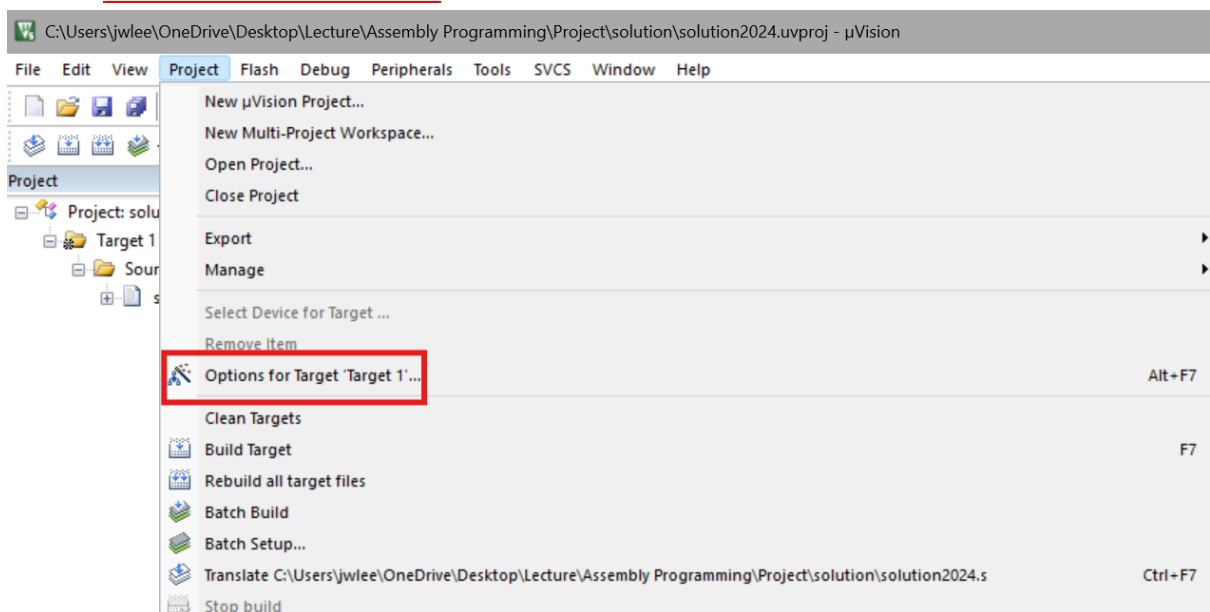 C:\Users\jwlee\OneDrive\Desktop\Lecture\Assembly Programming\Project\solution\solution2024.uvproj - µVision
File Edit View Project Flash Debug Peripherals Tools SVCS Window Help
New µVision Project...
New Multi-Project Workspace...
Open Project...
Project
Close Project
Project: solu
Export
Target 1
Manage
Sour
s
Select Device for Target ...
Remove Item
Options for Target 'Target 1'... Alt+F7
Clean Targets
Build Target F7
Rebuild all target files
Batch Build
Batch Setup...
Translate C:\Users\jwlee\OneDrive\Desktop\Lecture\Assembly Programming\Project\solution\solution2024.s Ctrl+F7
Stop build